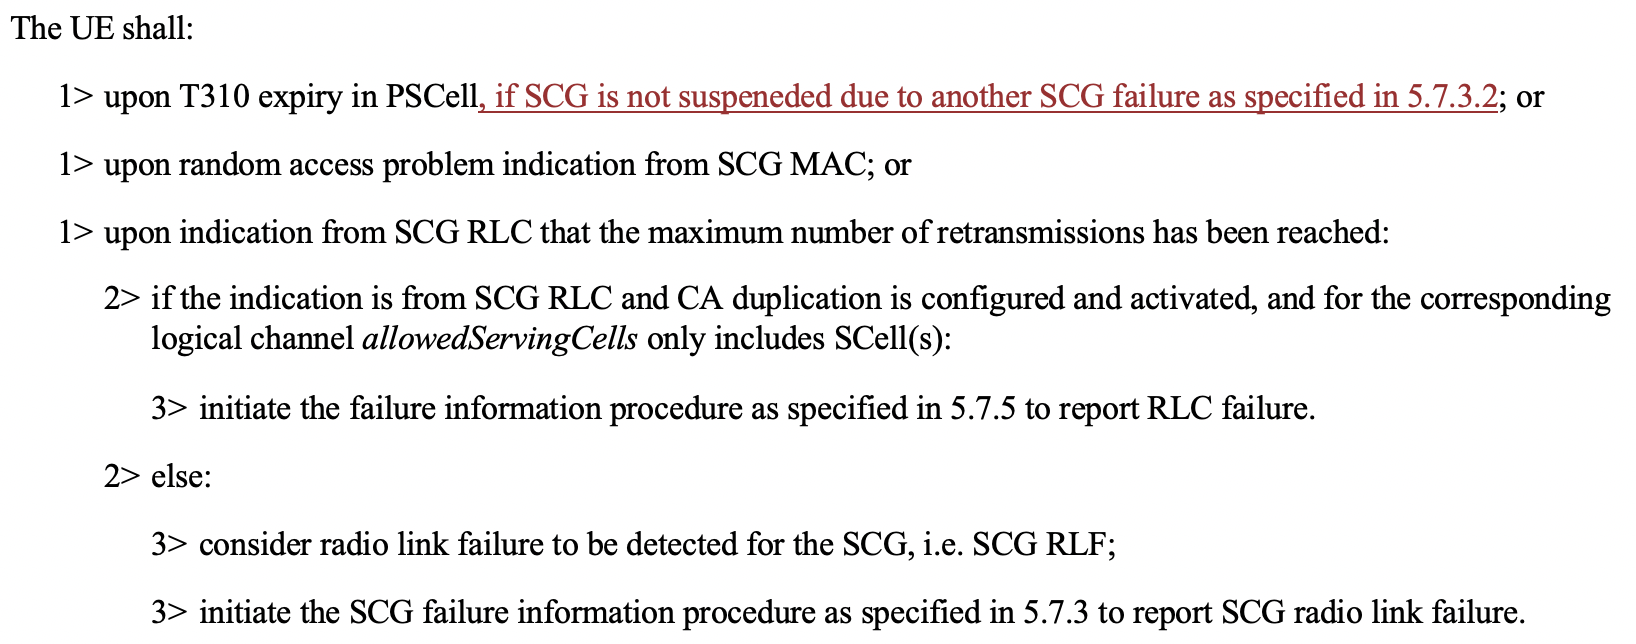 The UE shall:
1> upon T310 expiry in PSCell, if SCG is not suspeneded due to another SCG failure as specified in 5.7.3.2; or
1> upon random access problem indication from SCG MAC; or
1> upon indication from SCG RLC that the maximum number of retransmissions has been reached:
2> if the indication is from SCG RLC and CA duplication is configured and activated, and for the corresponding
logical channel allowedServingCells only includes SCell(s):
3> initiate the failure information procedure as specified in 5.7.5 to report RLC failure.
2> else:
3> consider radio link failure to be detected for the SCG, i.e. SCG RLF;
3> initiate the SCG failure information procedure as specified in 5.7.3 to report SCG radio link failure.